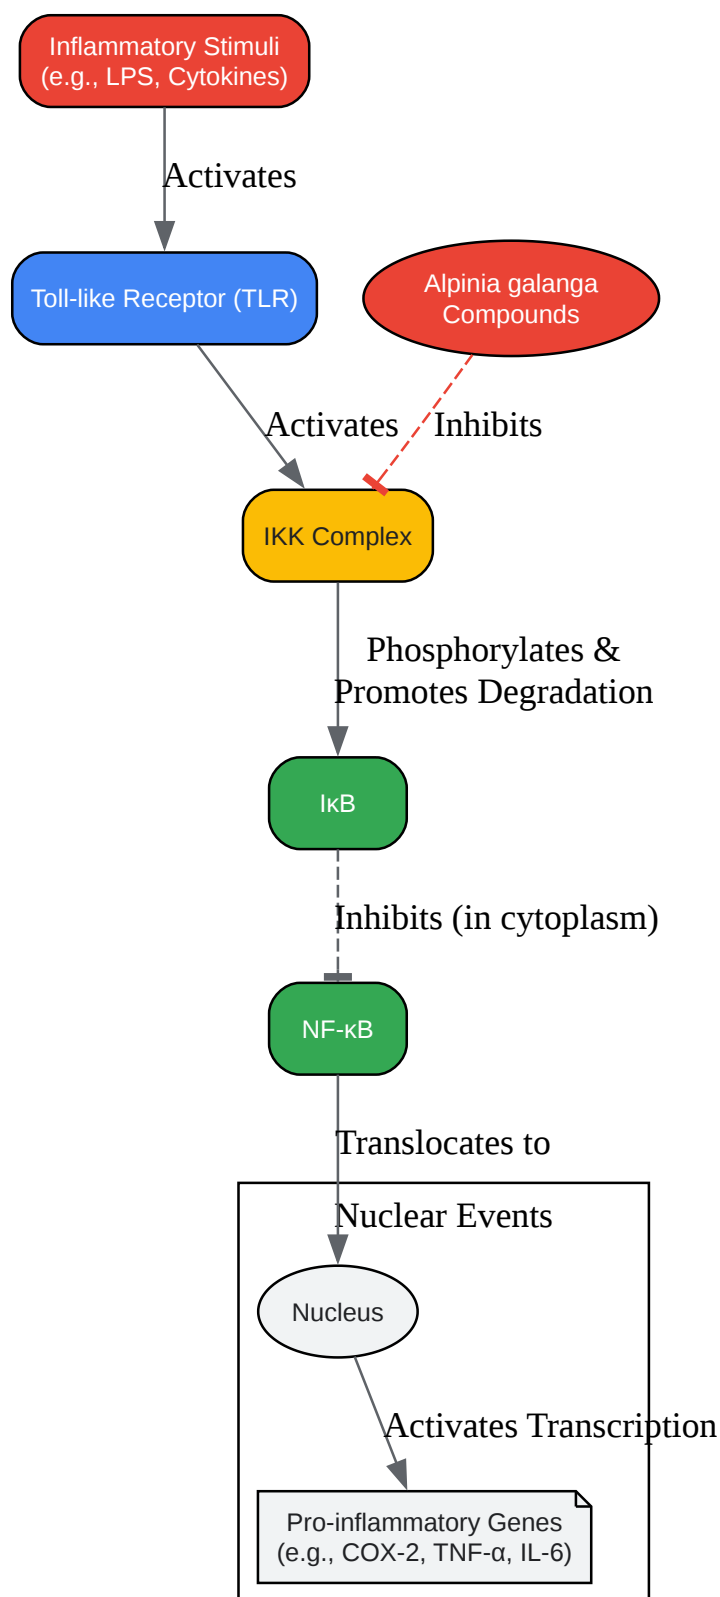 Inflammatory Stimuli
(e.g., LPS, Cytokines)
Activates
Toll-like Receptor (TLR)
Alpinia galanga
Compounds
Activates
Inhibits
IKK Complex
Phosphorylates &
Promotes Degradation
IκB
Inhibits (in cytoplasm)
NF-κB
Translocates to
Nuclear Events
Nucleus
Activates Transcription
Pro-inflammatory Genes
(e.g., COX-2, TNF-α, IL-6)